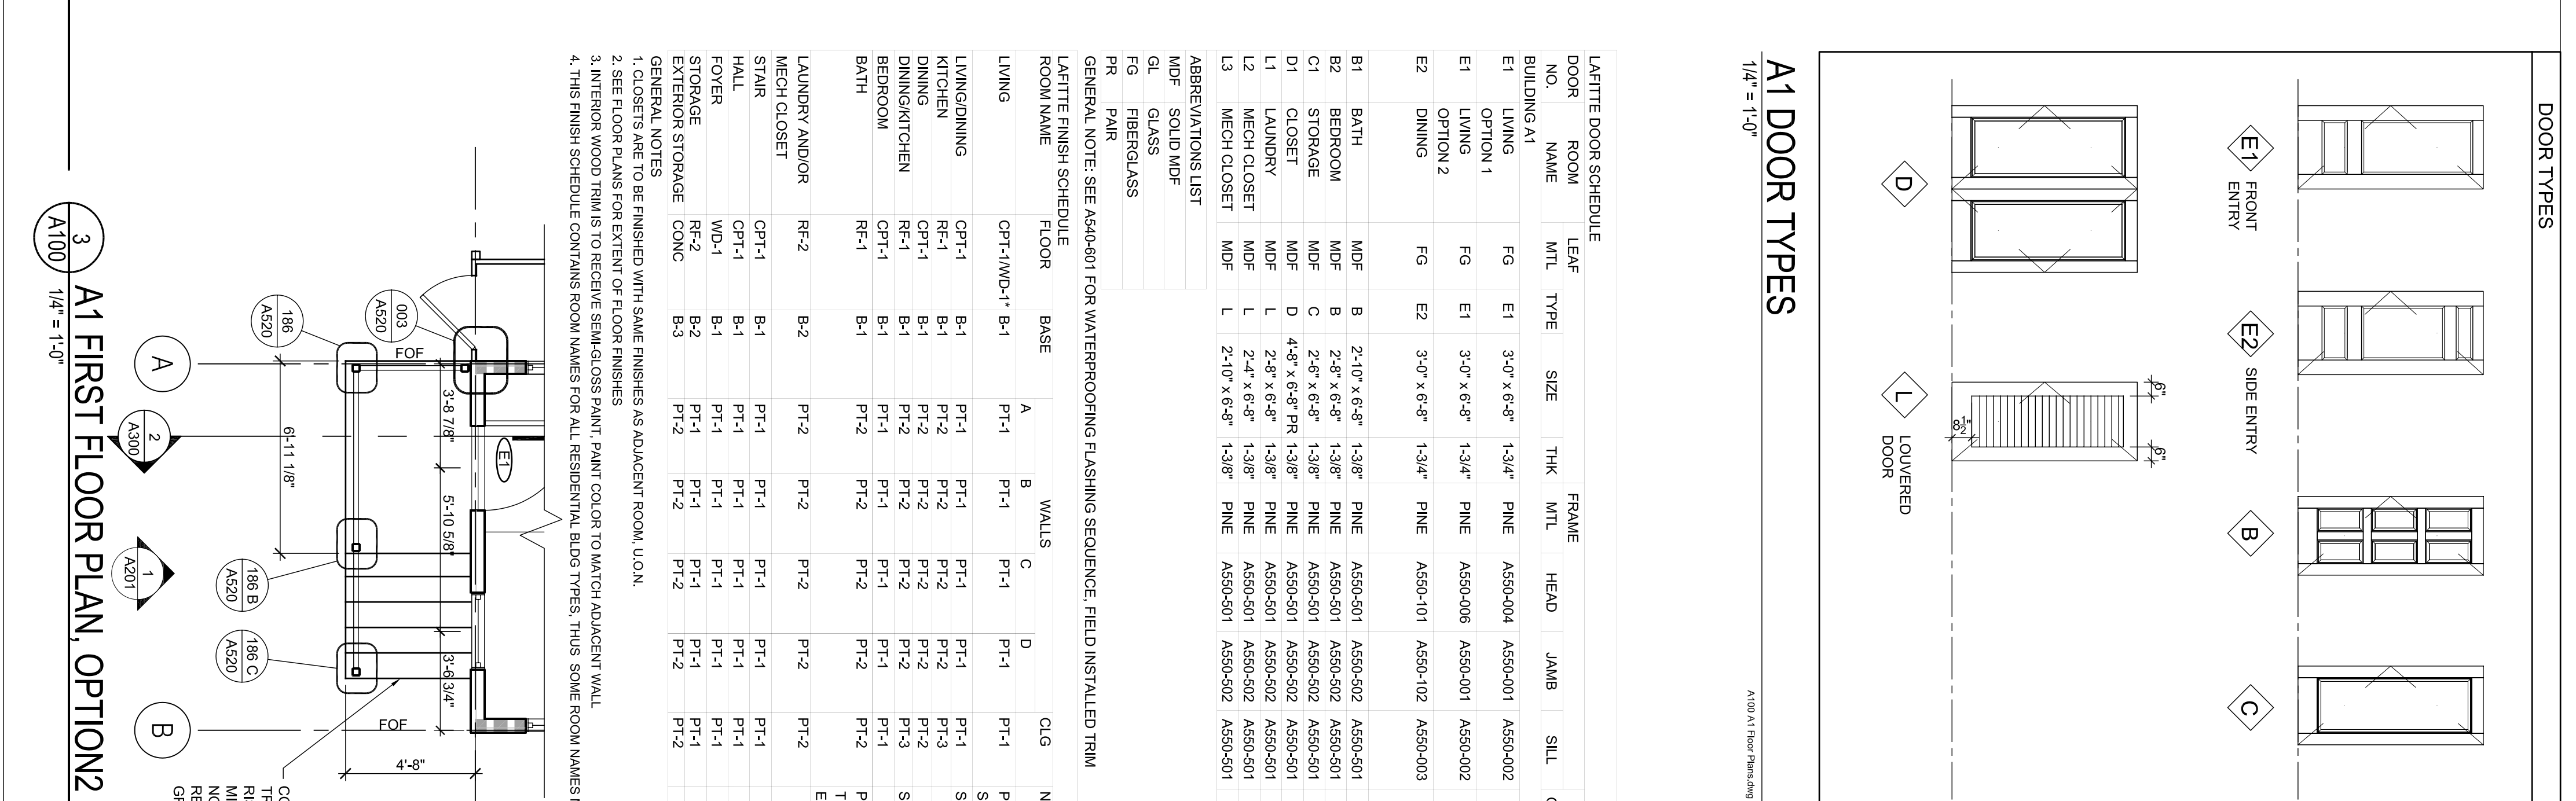 DOOR TYPES
E1
FRONT
ENTRY
E2
SIDE ENTRY
B
C
D
L
LOUVERED
DOOR
6"
6"
8 1/2"
A1 DOOR TYPES
1/4" = 1'-0"
A100 A1 Floor Plans.dwg
LAFITTE DOOR SCHEDULE
DOOR ROOM LEAF FRAME
NO. NAME MTL TYPE SIZE THK MTL HEAD JAMB SILL
BUILDING A1
E1 LIVING FG E1 3'-0" x 6'-8" 1-3/4" PINE A550-004 A550-001 A550-002
OPTION 1
E1 LIVING FG E1 3'-0" x 6'-8" 1-3/4" PINE A550-006 A550-001 A550-002
OPTION 2
E2 DINING FG E2 3'-0" x 6'-8" 1-3/4" PINE A550-101 A550-102 A550-003
B1 BATH MDF B 2'-10" x 6'-8" 1-3/8" PINE A550-501 A550-502 A550-501
B2 BEDROOM MDF B 2'-8" x 6'-8" 1-3/8" PINE A550-501 A550-502 A550-501
C1 STORAGE MDF C 2'-6" x 6'-8" 1-3/8" PINE A550-501 A550-502 A550-501
D1 CLOSET MDF D 4'-8" x 6'-8" PR 1-3/8" PINE A550-501 A550-502 A550-501
L1 LAUNDRY MDF L 2'-8" x 6'-8" 1-3/8" PINE A550-501 A550-502 A550-501
L2 MECH CLOSET MDF L 2'-4" x 6'-8" 1-3/8" PINE A550-501 A550-502 A550-501
L3 MECH CLOSET MDF L 2'-10" x 6'-8" 1-3/8" PINE A550-501 A550-502 A550-501
ABBREVIATIONS LIST
MDF SOLID MDF
GL GLASS
FG FIBERGLASS
PR PAIR
GENERAL NOTE: SEE A540-601 FOR WATERPROOFING FLASHING SEQUENCE, FIELD INSTALLED TRIM
LAFITTE FINISH SCHEDULE
ROOM NAME FLOOR BASE WALLS CLG
A B C D
LIVING CPT-1/WD-1* B-1 PT-1 PT-1 PT-1 PT-1 PT-1
LIVING/DINING CPT-1 B-1 PT-1 PT-1 PT-1 PT-1 PT-1
KITCHEN RF-1 B-1 PT-2 PT-2 PT-2 PT-2 PT-3
DINING CPT-1 B-1 PT-2 PT-2 PT-2 PT-2 PT-2
DINING/KITCHEN RF-1 B-1 PT-2 PT-2 PT-2 PT-2 PT-3
BEDROOM CPT-1 B-1 PT-1 PT-1 PT-1 PT-1 PT-1
BATH RF-1 B-1 PT-2 PT-2 PT-2 PT-2 PT-2
LAUNDRY AND/OR RF-2 B-2 PT-2 PT-2 PT-2 PT-2 PT-2
MECH CLOSET
STAIR CPT-1 B-1 PT-1 PT-1 PT-1 PT-1 PT-1
HALL CPT-1 B-1 PT-1 PT-1 PT-1 PT-1 PT-1
FOYER WD-1 B-1 PT-1 PT-1 PT-1 PT-1 PT-1
STORAGE RF-2 B-2 PT-1 PT-1 PT-1 PT-1 PT-1
EXTERIOR STORAGE CONC B-3 PT-2 PT-2 PT-2 PT-2 PT-2
GENERAL NOTES
1. CLOSETS ARE TO BE FINISHED WITH SAME FINISHES AS ADJACENT ROOM, U.O.N.
2. SEE FLOOR PLANS FOR EXTENT OF FLOOR FINISHES
3. INTERIOR WOOD TRIM IS TO RECEIVE SEMI-GLOSS PAINT, PAINT COLOR TO MATCH ADJACENT WALL
4. THIS FINISH SCHEDULE CONTAINS ROOM NAMES FOR ALL RESIDENTIAL BLDG TYPES, THUS SOME ROOM NAMES
E1
3'-8 7/8"
5'-10 5/8"
3'-6 3/4"
FOF
FOF
003
A520
4'-8"
6'-11 1/8"
186
A520
186 B
A520
186 C
A520
A
2
A300
1
A201
B
3
A100
A1 FIRST FLOOR PLAN, OPTION2
1/4" = 1'-0"